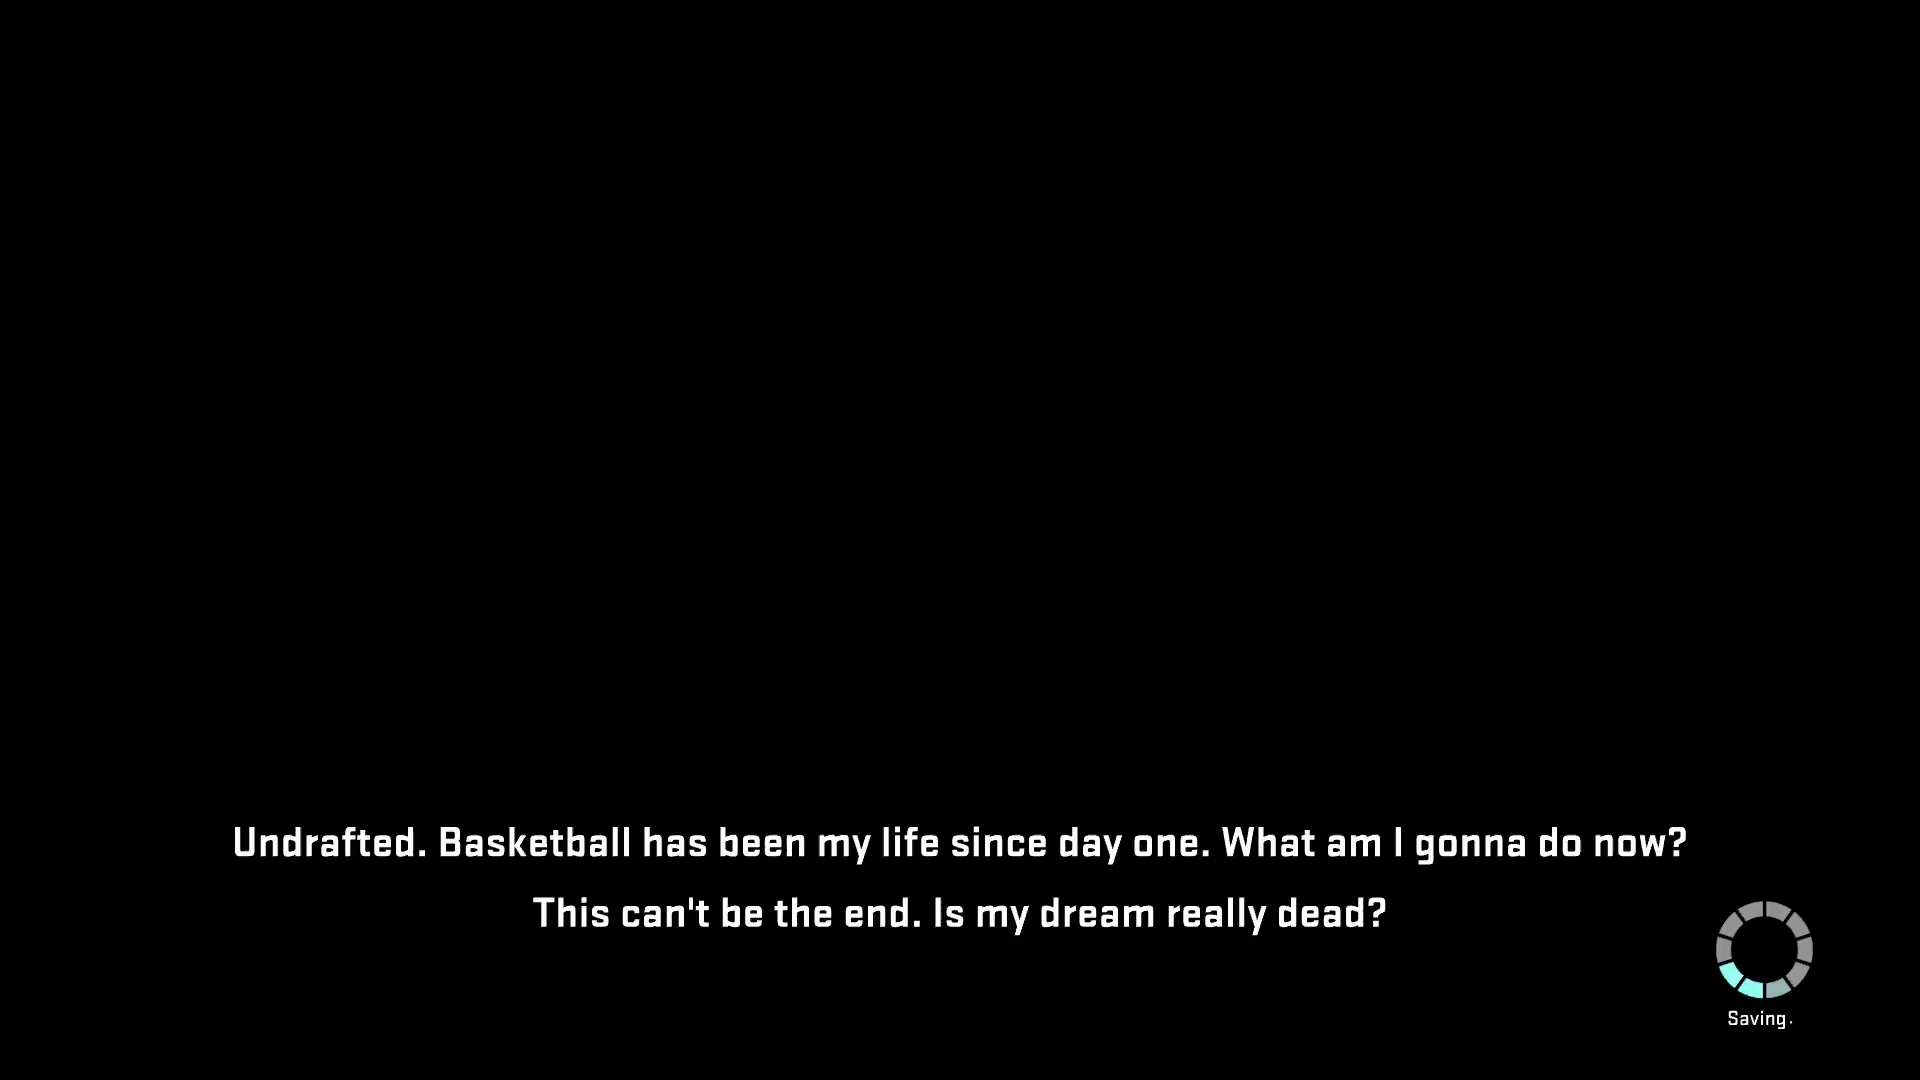 Undrafted. Basketball has been my life since day one. What am I gonna do now?
This can't be the end. Is my dream really dead?
Saving.